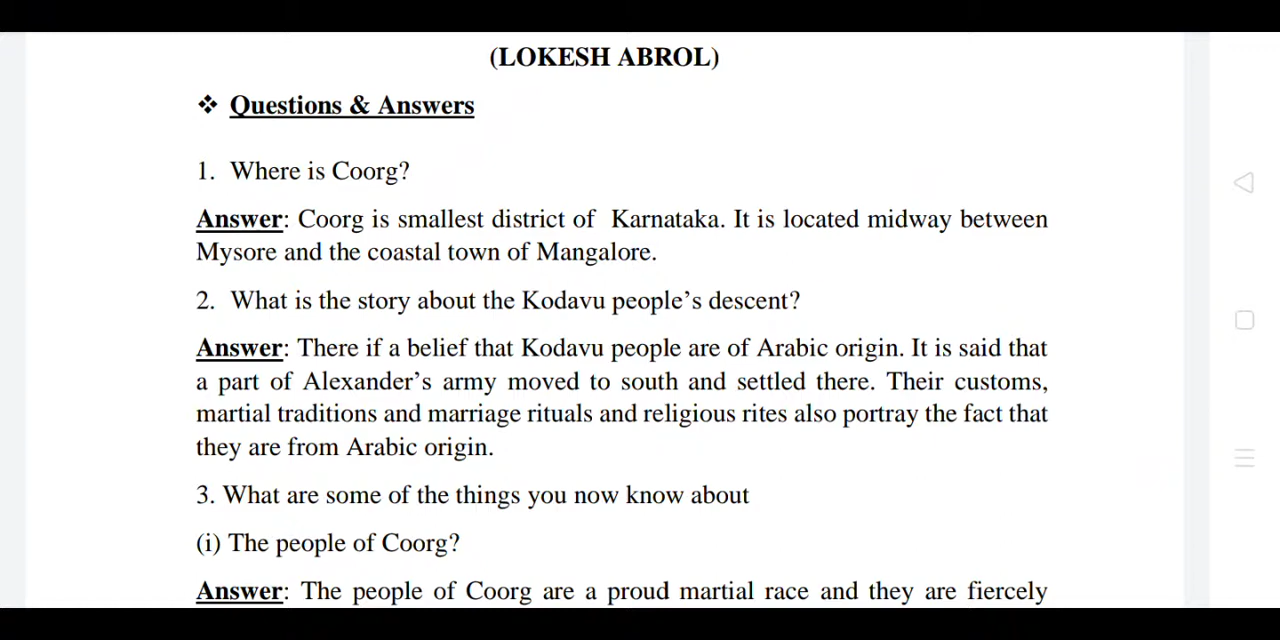 (LOKESH ABROL)
❖ Questions & Answers
1. Where is Coorg?
Answer: Coorg is smallest district of Karnataka. It is located midway between
Mysore and the coastal town of Mangalore.
2. What is the story about the Kodavu people's descent?
Answer: There if a belief that Kodavu people are of Arabic origin. It is said that
a part of Alexander's army moved to south and settled there. Their customs,
martial traditions and marriage rituals and religious rites also portray the fact that
they are from Arabic origin.
3. What are some of the things you now know about
(i) The people of Coorg?
Answer: The people of Coorg are a proud martial race and they are fiercely